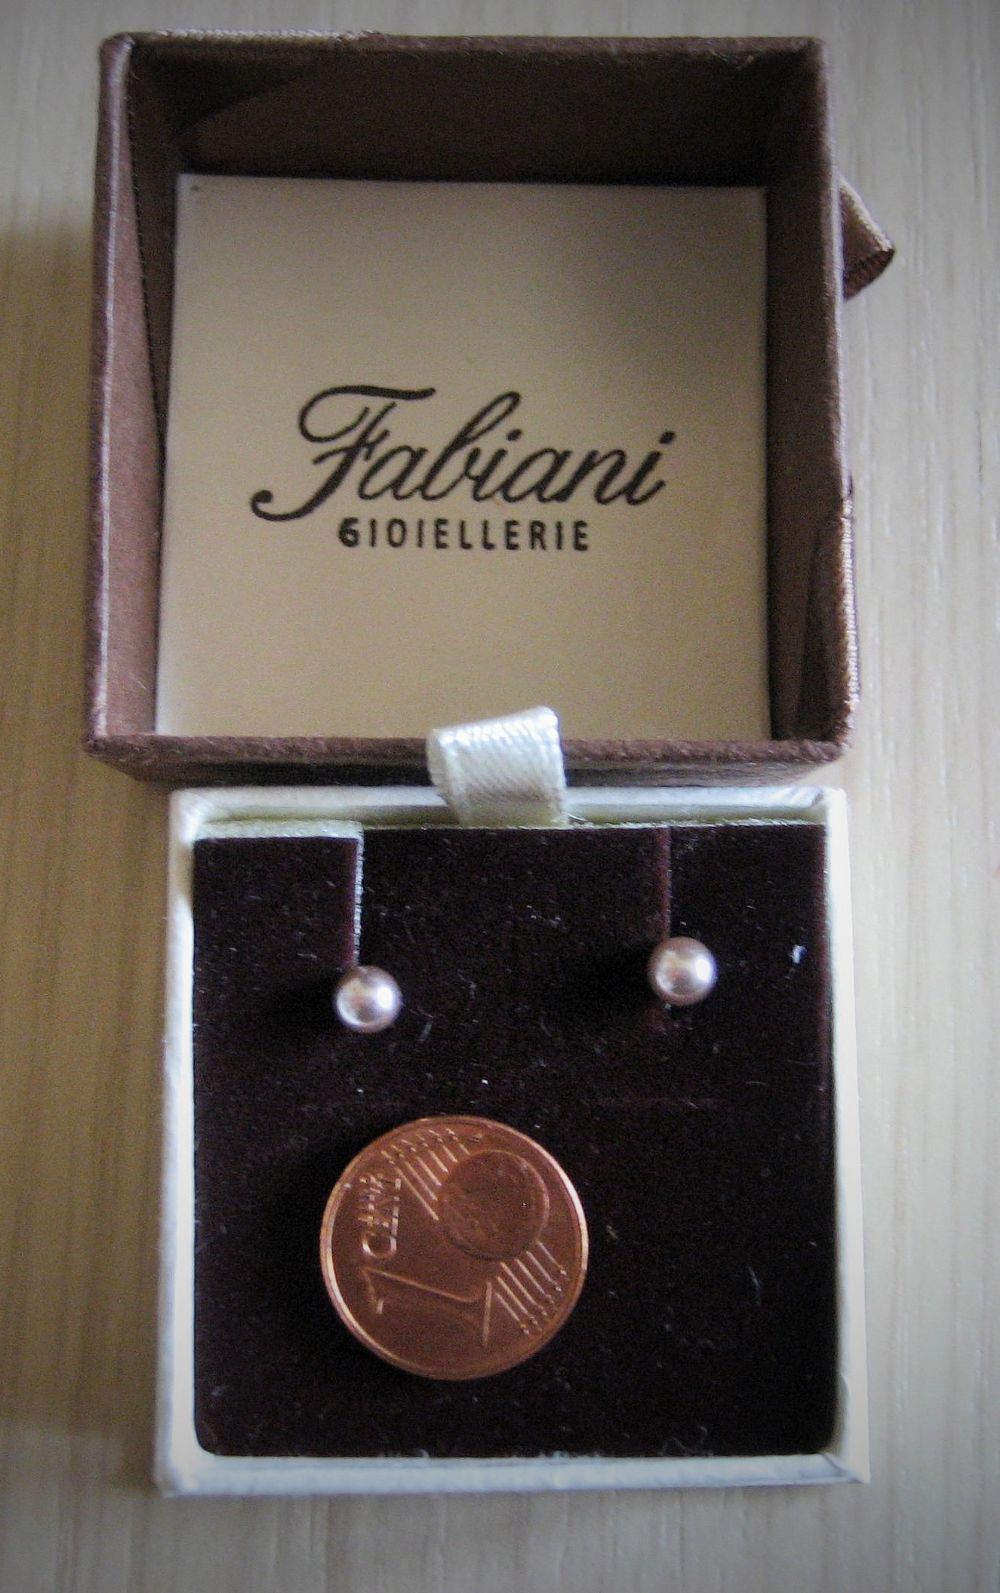 Fabiani
GIOIELLERIE
1
CENT